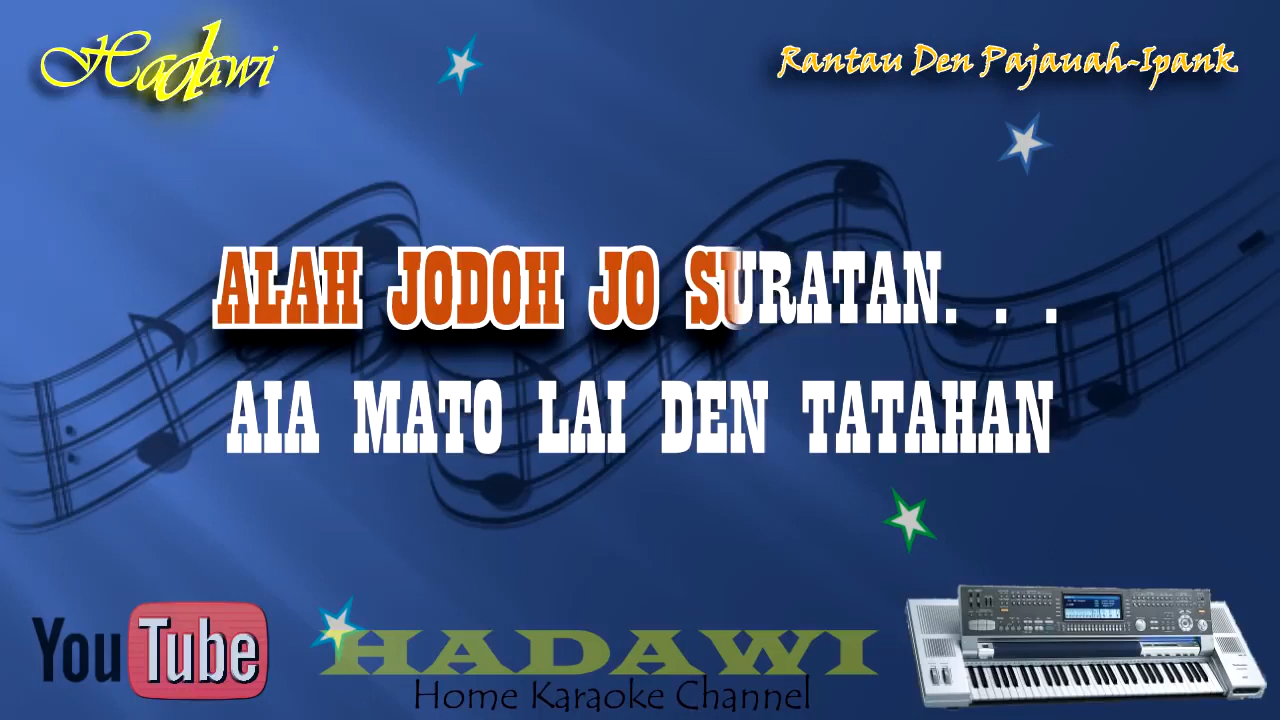 Hadawi
Rantau Den Pajauah-Ipank
ALAH JODOH JO SURATAN. . .
AIA MATO LAI DEN TATAHAN
YouTube
HADAWI
Home Karaoke Channel